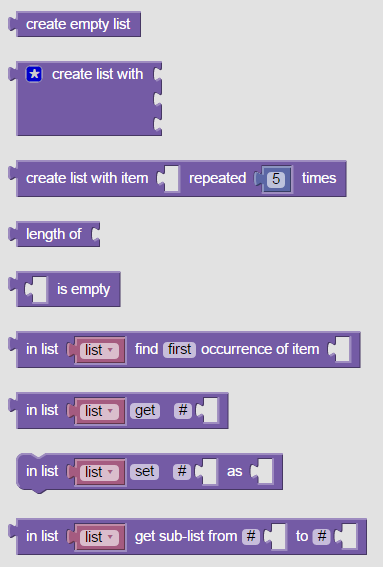 create empty list
create list with
create list with item repeated 5 times
length of
is empty
in list list find first occurrence of item
in list list get #
in list list set # as
in list list get sub-list from # to #